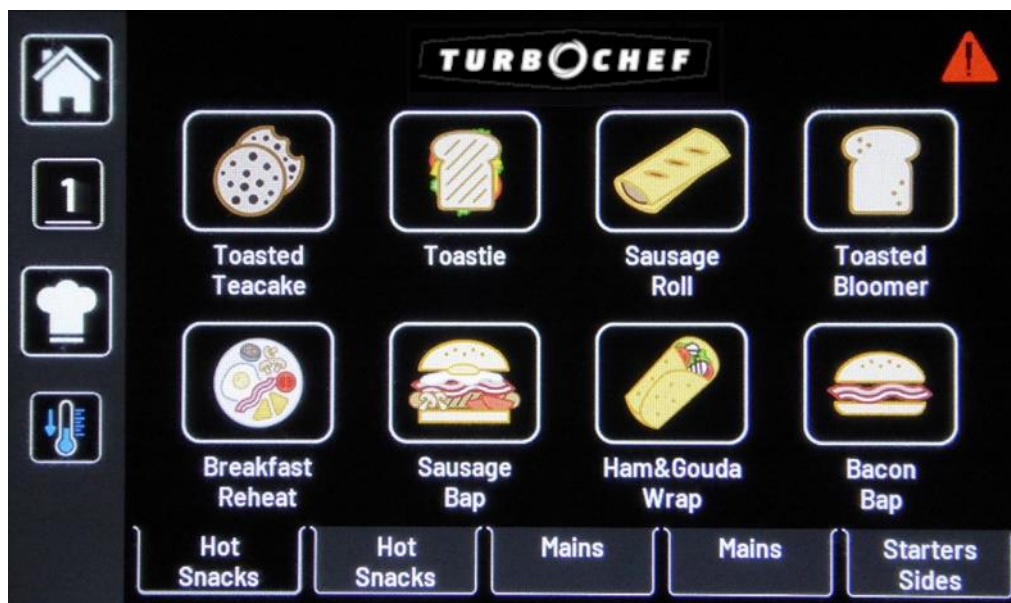 TURBOCHEF
1
Toasted
Teacake
Toastie
Sausage
Roll
Toasted
Bloomer
Breakfast
Reheat
Sausage
Bap
Ham&Gouda
Wrap
Bacon
Bap
Hot
Snacks
Hot
Snacks
Mains
Mains
Starters
Sides